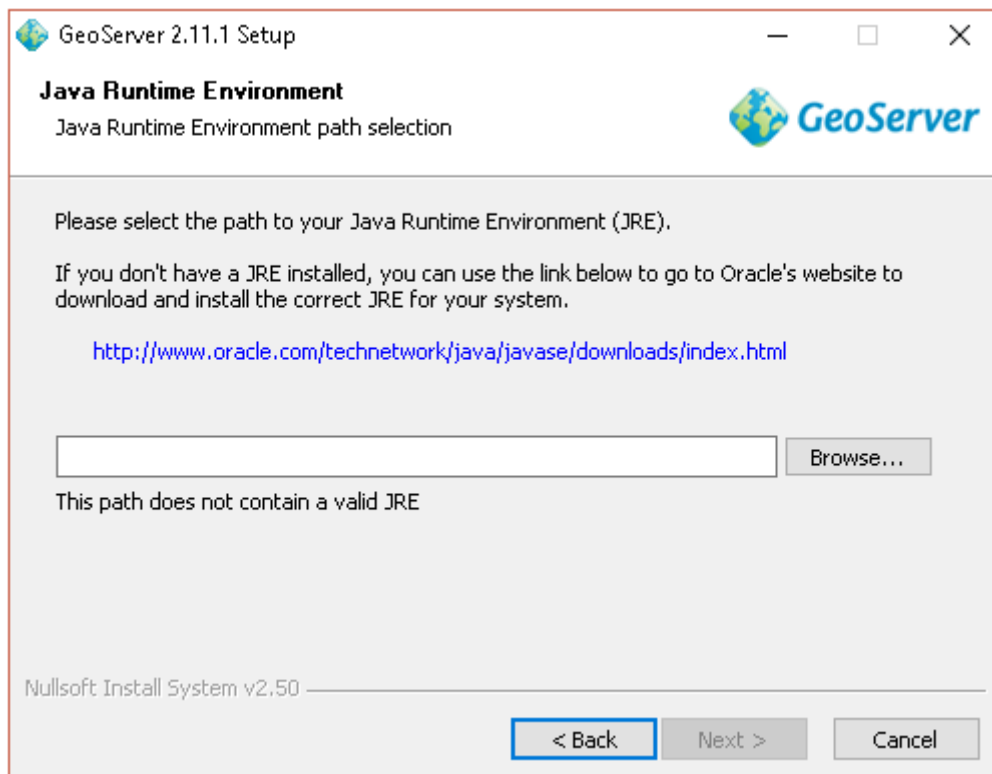 GeoServer 2.11.1 Setup
Java Runtime Environment
Java Runtime Environment path selection
GeoServer
Please select the path to your Java Runtime Environment (JRE).
If you don't have a JRE installed, you can use the link below to go to Oracle's website to
download and install the correct JRE for your system.
http://www.oracle.com/technetwork/java/javase/downloads/index.html
Browse...
This path does not contain a valid JRE
Nullsoft Install System v2.50
< Back
Next >
Cancel